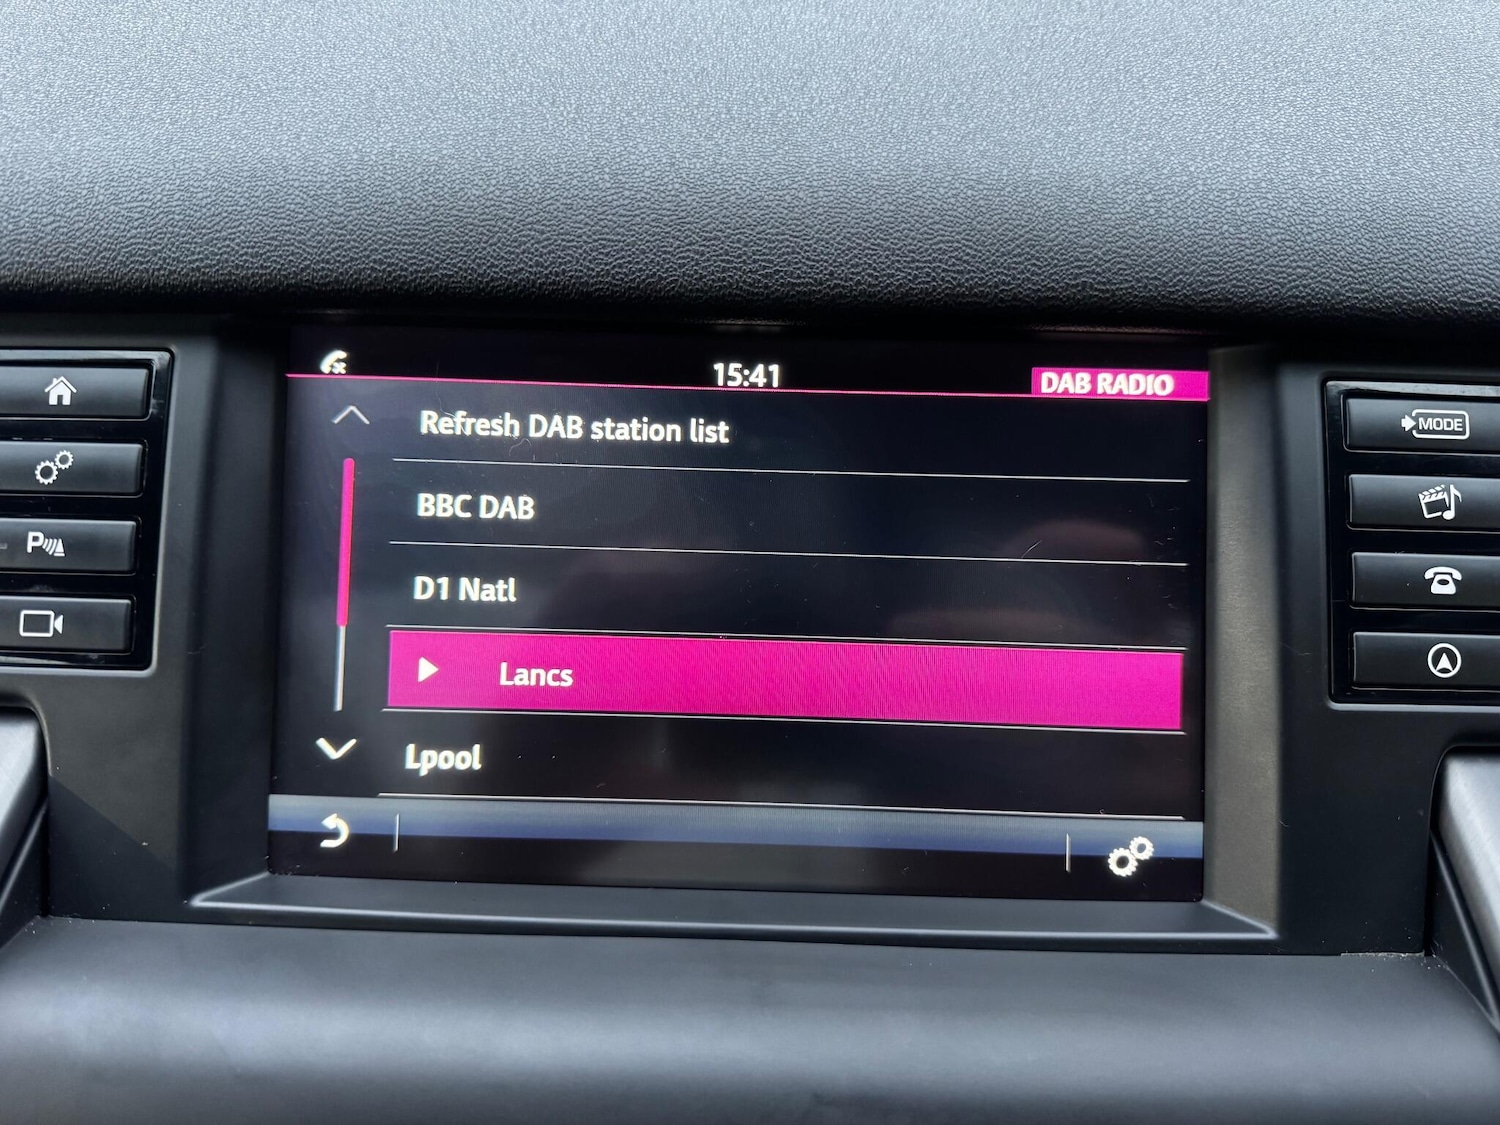 15:41
DAB RADIO
Refresh DAB station list
BBC DAB
D1 Natl
Lancs
Lpool
MODE
P